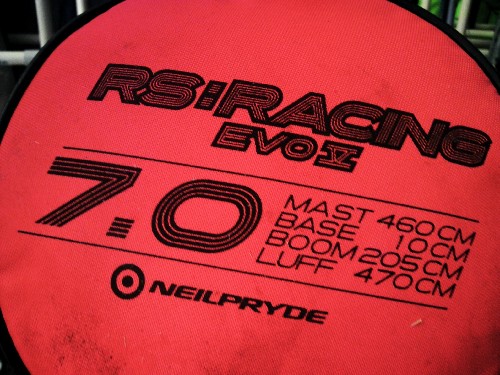 RS:RACING
EVO V
7.0
MAST 460 CM
BASE 10 CM
BOOM 205 CM
LUFF 470 CM
NEILPRYDE